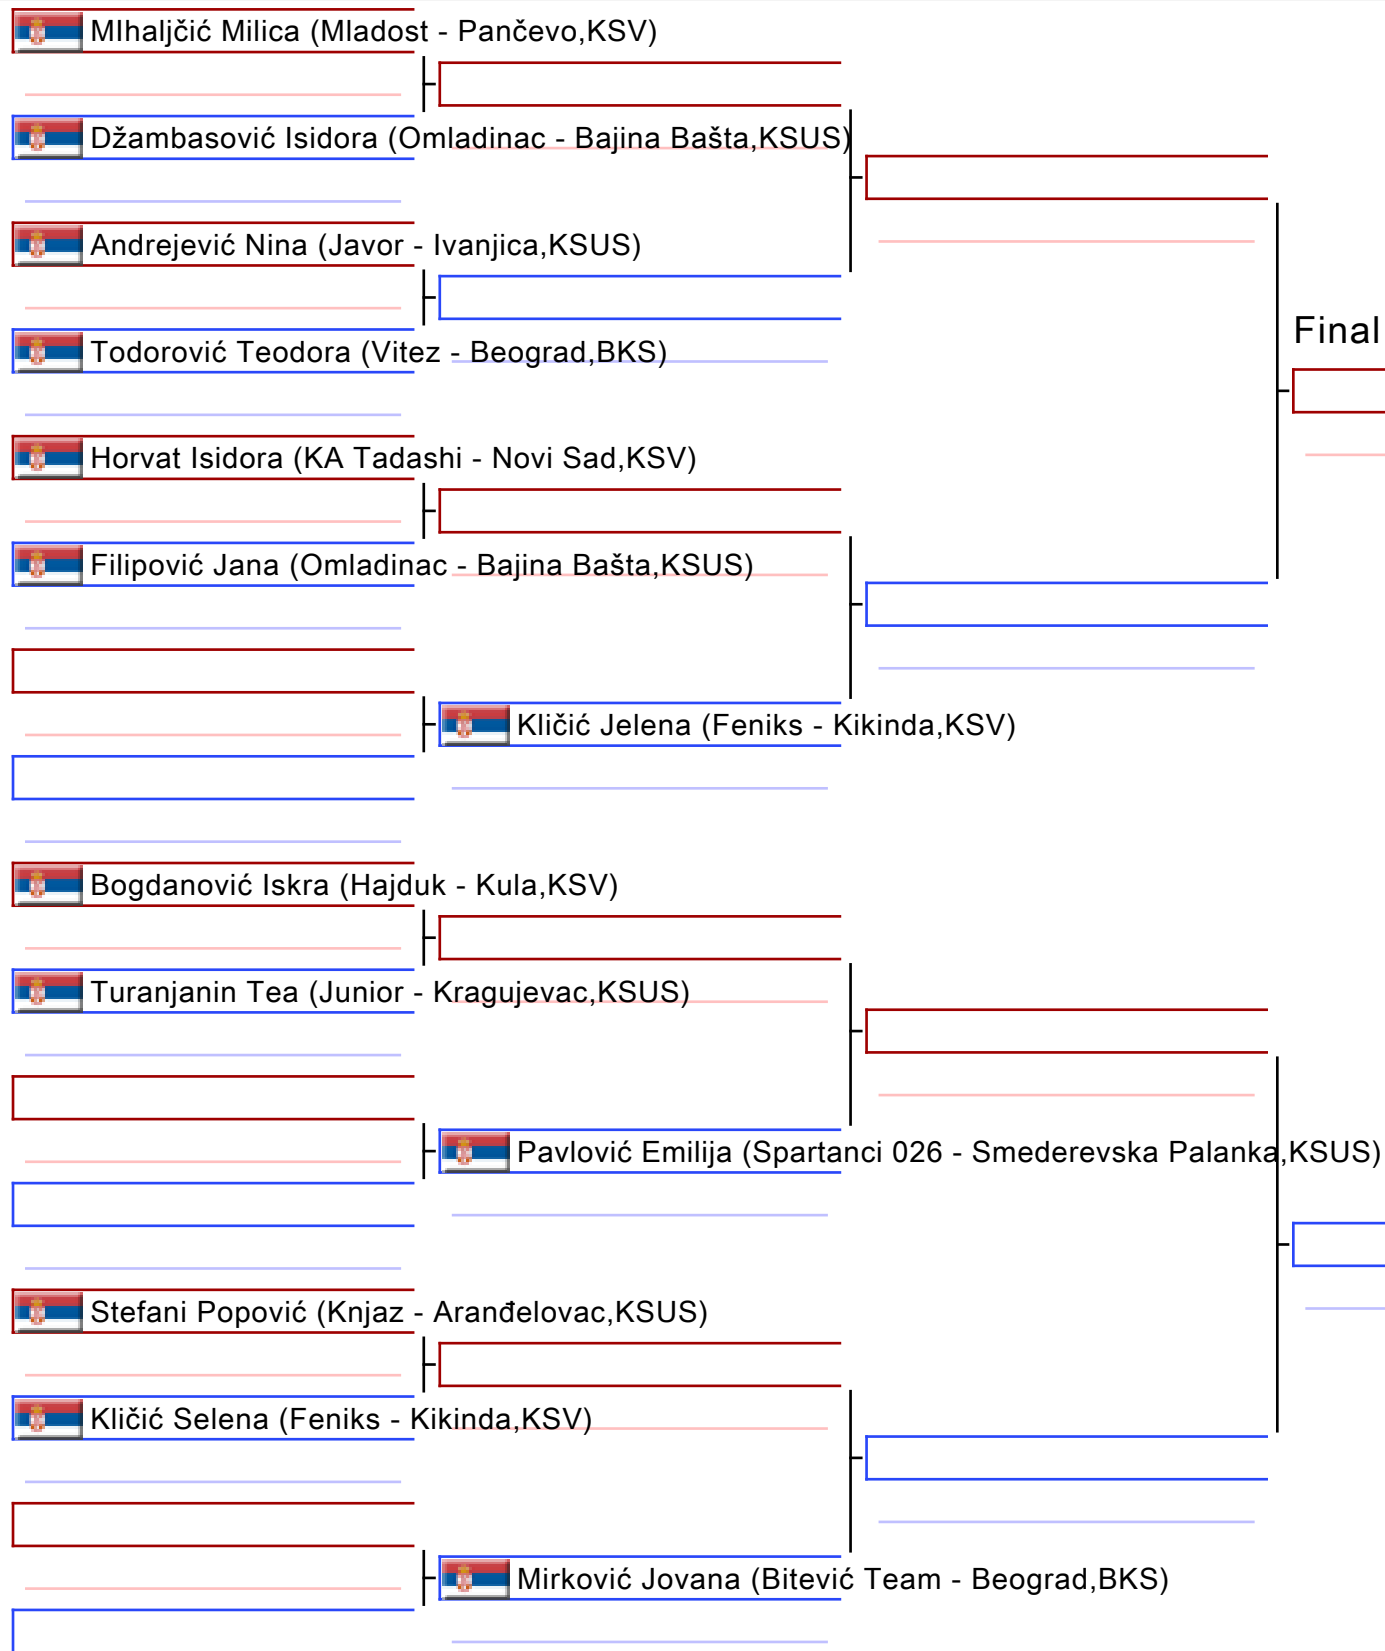 MIhaljčić Milica (Mladost - Pančevo,KSV)
Džambasović Isidora (Omladinac - Bajina Bašta,KSUS)
Andrejević Nina (Javor - Ivanjica,KSUS)
Final
Todorović Teodora (Vitez - Beograd,BKS)
Horvat Isidora (KA Tadashi - Novi Sad,KSV)
Filipović Jana (Omladinac - Bajina Bašta,KSUS)
Kličić Jelena (Feniks - Kikinda,KSV)
Bogdanović Iskra (Hajduk - Kula,KSV)
Turanjanin Tea (Junior - Kragujevac,KSUS)
Pavlović Emilija (Spartanci 026 - Smederevska Palanka,KSUS)
Stefani Popović (Knjaz - Aranđelovac,KSUS)
Kličić Selena (Feniks - Kikinda,KSV)
Mirković Jovana (Bitević Team - Beograd,BKS)